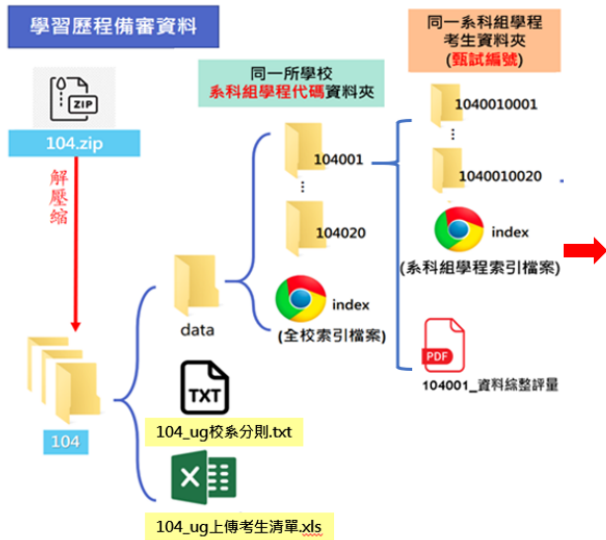 學習歷程備審資料
ZIP
104.zip
解壓縮
104
data
TXT
104_ug校系分則.txt
104_ug上傳考生清單.xls
同一所學校
系科組學程代碼資料夾
104001
⋮
104020
index
(全校索引檔案)
同一系科組學程
考生資料夾
(甄試編號)
1040010001
⋮
1040010020
index
(系科組學程索引檔案)
PDF
104001_資料綜整評量